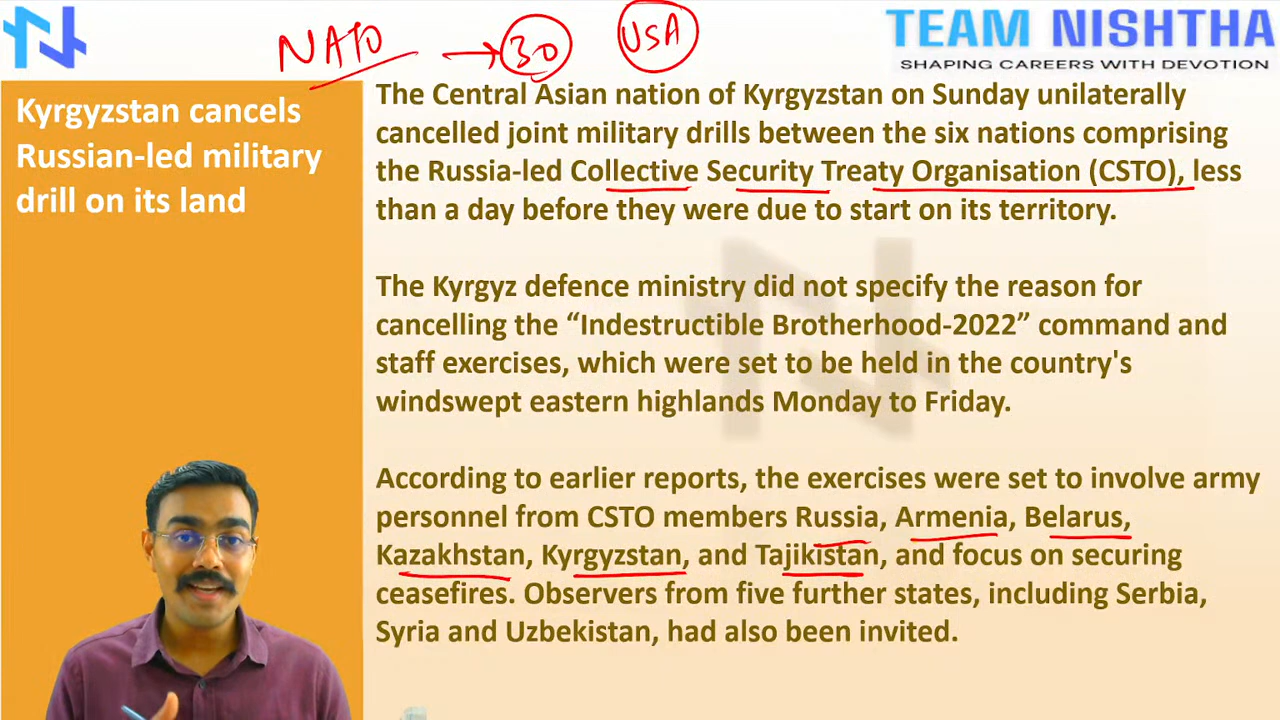 NATO → 30 USA
TEAM NISHTHA
SHAPING CAREERS WITH DEVOTION
Kyrgyzstan cancels
Russian-led military
drill on its land
The Central Asian nation of Kyrgyzstan on Sunday unilaterally
cancelled joint military drills between the six nations comprising
the Russia-led Collective Security Treaty Organisation (CSTO), less
than a day before they were due to start on its territory.
The Kyrgyz defence ministry did not specify the reason for
cancelling the “Indestructible Brotherhood-2022” command and
staff exercises, which were set to be held in the country's
windswept eastern highlands Monday to Friday.
According to earlier reports, the exercises were set to involve army
personnel from CSTO members Russia, Armenia, Belarus,
Kazakhstan, Kyrgyzstan, and Tajikistan, and focus on securing
ceasefires. Observers from five further states, including Serbia,
Syria and Uzbekistan, had also been invited.